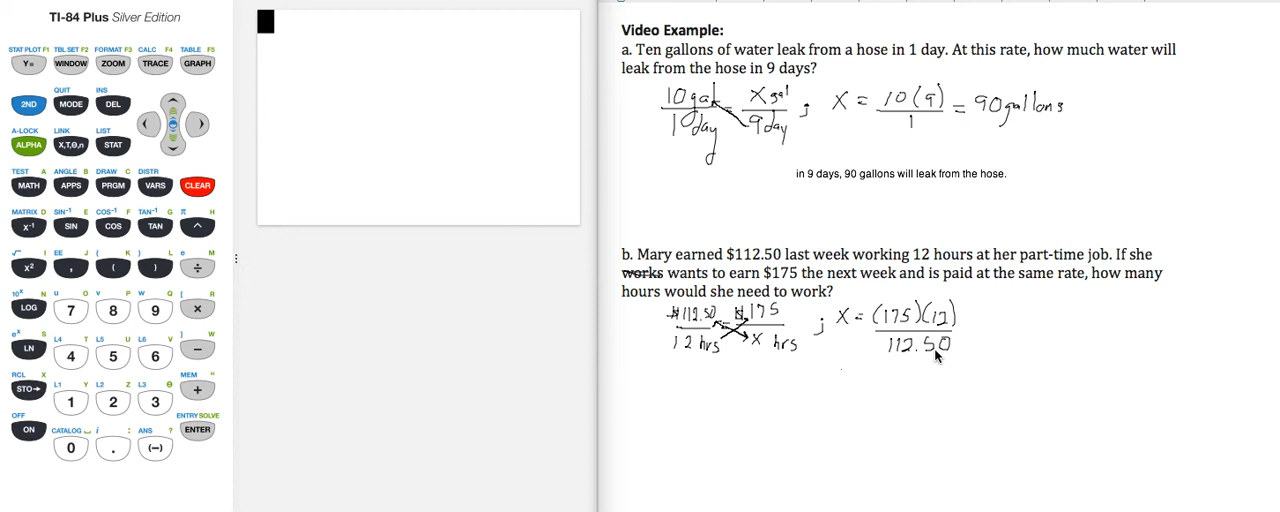 TI-84 Plus Silver Edition
STAT PLOT F1 TBL SET F2 FORMAT F3 CALC F4 TABLE F5
Y= WINDOW ZOOM TRACE GRAPH
QUIT INS
2ND MODE DEL
A-LOCK LINK LIST
ALPHA X,T,Θ,n STAT
TEST A ANGLE B DRAW C DISTR
MATH APPS PRGM VARS CLEAR
MATRIX D SIN⁻¹ E COS⁻¹ F TAN⁻¹ G π H
x⁻¹ SIN COS TAN ^
√ I EE J { K } L e M
x² , ( ) ÷
10ˣ N u O v P w Q [ R
LOG 7 8 9 ×
eˣ S L4 T L5 U L6 V ] W
LN 4 5 6 −
RCL X L1 Y L2 Z L3 Θ MEM "
STO→ 1 2 3 +
OFF CATALOG ⎵ i : ANS ? ENTRY SOLVE
ON 0 . (−) ENTER
Video Example:
a. Ten gallons of water leak from a hose in 1 day. At this rate, how much water will
leak from the hose in 9 days?
10 gal / 1 day = X gal / 9 day ; X = 10(9) / 1 = 90 gallons
in 9 days, 90 gallons will leak from the hose.
b. Mary earned $112.50 last week working 12 hours at her part-time job. If she
works wants to earn $175 the next week and is paid at the same rate, how many
hours would she need to work?
$112.50 / 12 hrs = $175 / X hrs ; X = (175)(12) / 112.50